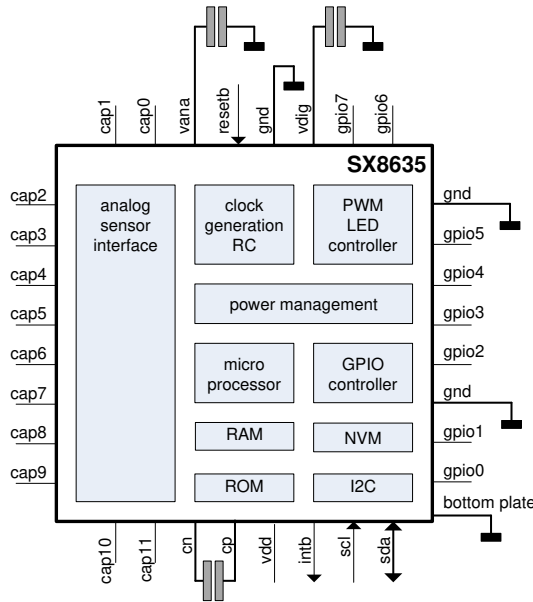 cap1
cap0
vana
resetb
gnd
vdig
gpio7
gpio6
SX8635
cap2
cap3
cap4
cap5
cap6
cap7
cap8
cap9
analog
sensor
interface
clock
generation
RC
PWM
LED
controller
power management
micro
processor
GPIO
controller
RAM
NVM
ROM
I2C
gnd
gpio5
gpio4
gpio3
gpio2
gnd
gpio1
gpio0
bottom plate
cap10
cap11
cn
cp
vdd
intb
scl
sda